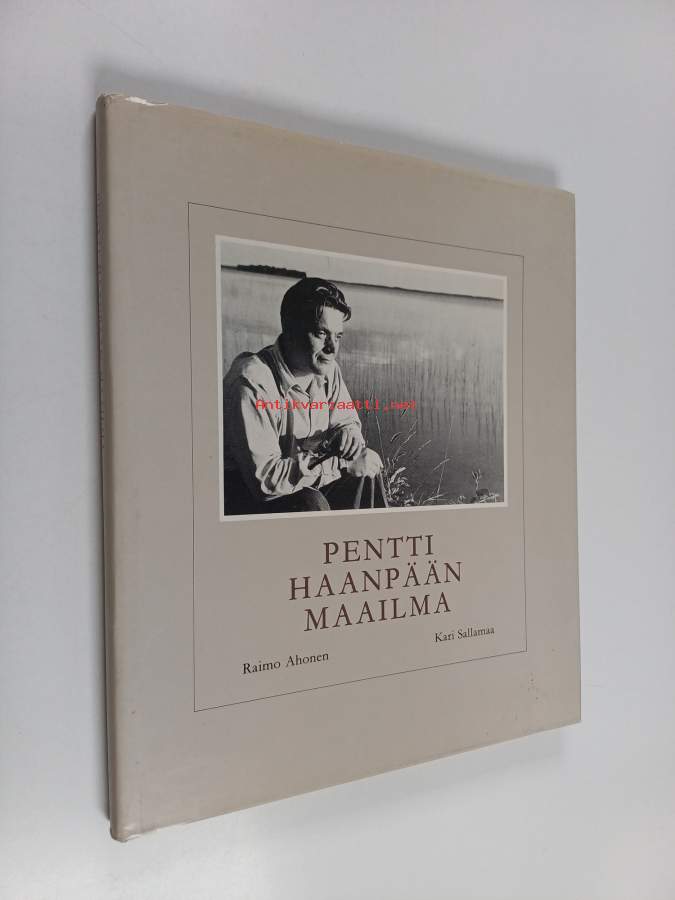 Antikvariaatti.net
PENTTI
HAANPÄÄN
MAAILMA
Raimo Ahonen
Kari Sallamaa